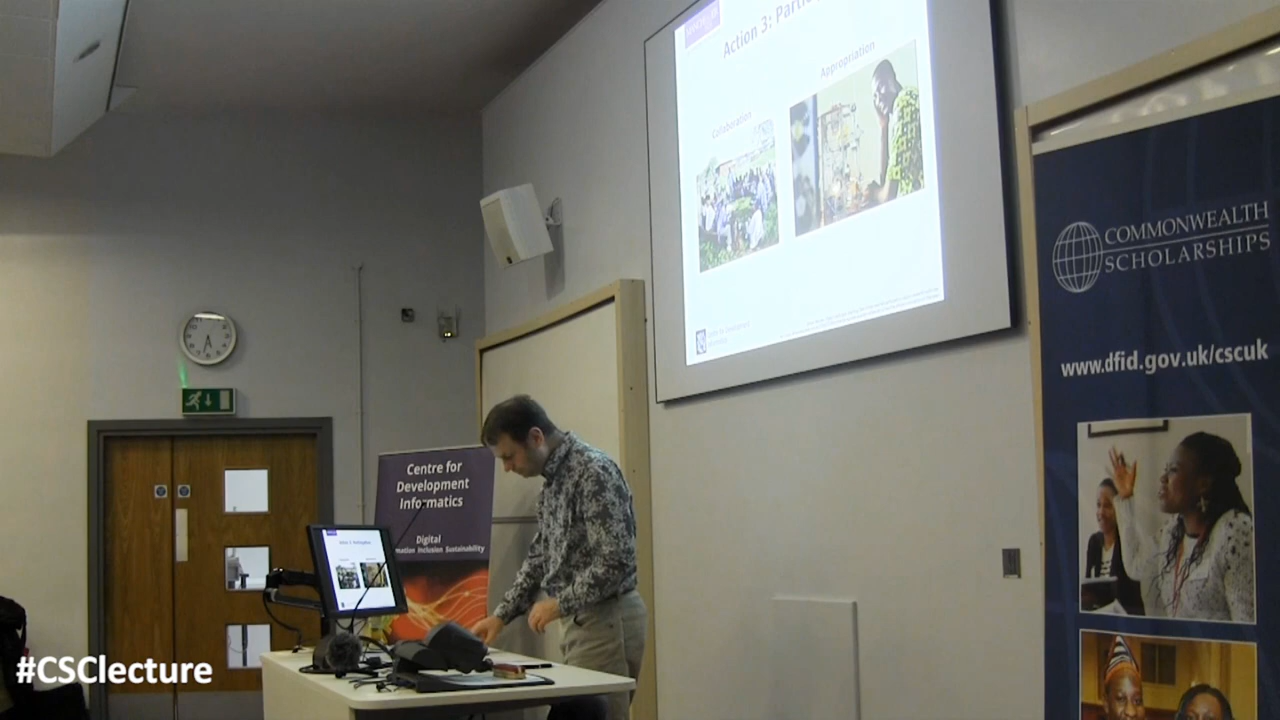 Action 3: Parti
Collaboration
Appropriation
COMMONWEALTH
SCHOLARSHIPS
www.dfid.gov.uk/cscuk
Centre for
Development
Informatics
Digital
mation Inclusion Sustainability
#CSClecture